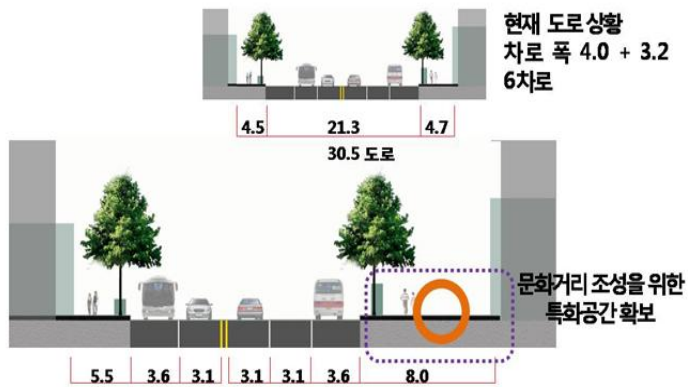 현재 도로 상황
차로 폭 4.0 + 3.2
6차로
4.5 21.3 4.7
30.5 도로
문화거리 조성을 위한
특화공간 확보
5.5 3.6 3.1 3.1 3.1 3.6 8.0